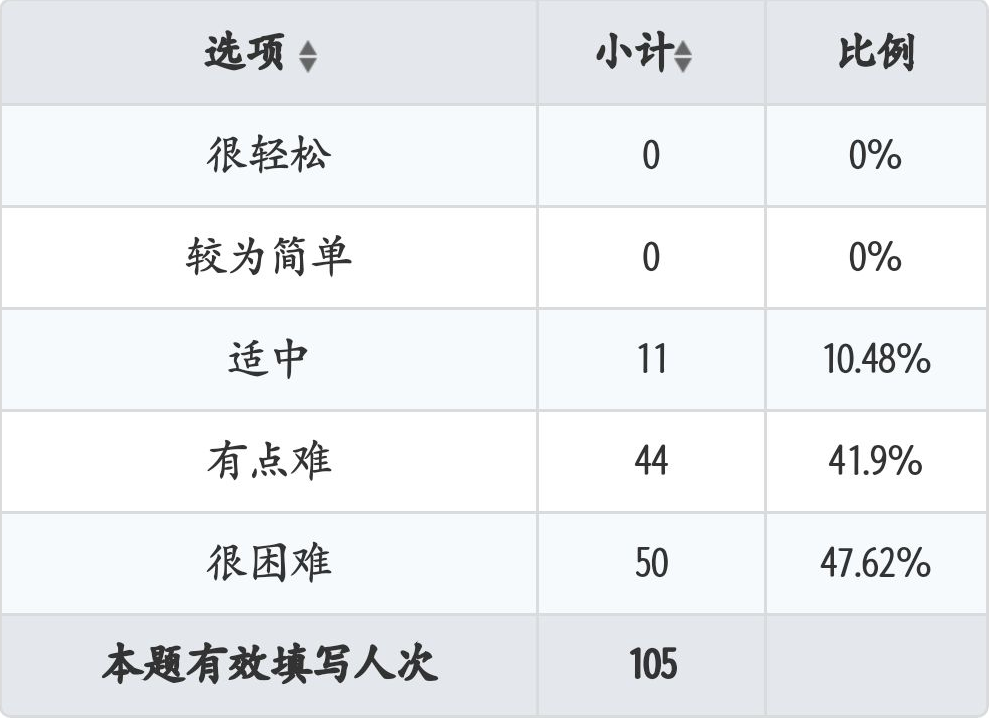 选项 小计 比例
很轻松 0 0%
较为简单 0 0%
适中 11 10.48%
有点难 44 41.9%
很困难 50 47.62%
本题有效填写人次 105